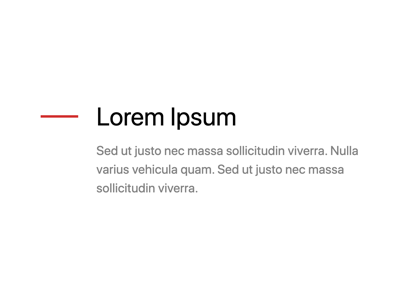 Lorem Ipsum
Sed ut justo nec massa sollicitudin viverra. Nulla
varius vehicula quam. Sed ut justo nec massa
sollicitudin viverra.